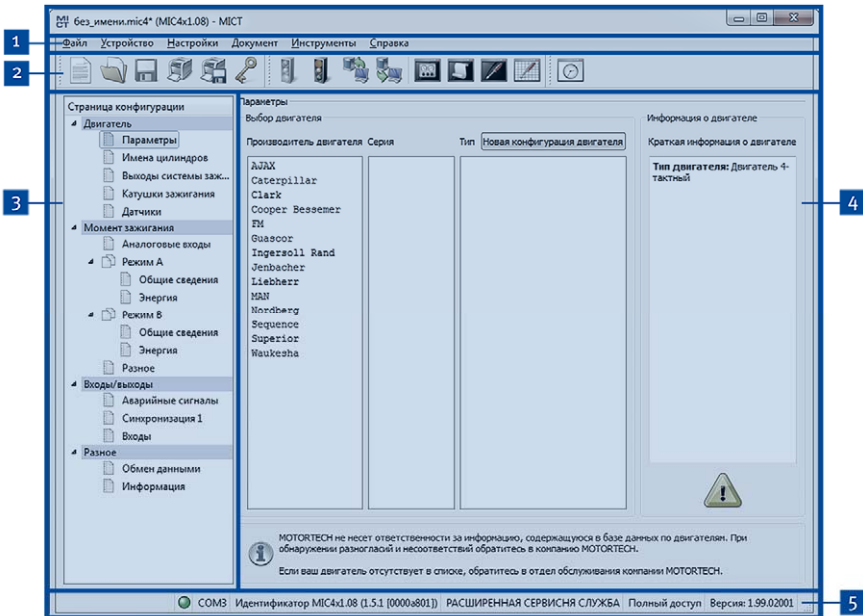 без_имени.mic4* (MIC4x1.08) - MICT
1
Файл Устройство Настройки Документ Инструменты Справка
2
Страница конфигурации
Двигатель
Параметры
Имена цилиндров
Выходы системы заж...
Катушки зажигания
Датчики
Момент зажигания
Аналоговые входы
Режим A
Общие сведения
Энергия
Режим B
Общие сведения
Энергия
Разное
Входы/выходы
Аварийные сигналы
Синхронизация 1
Входы
Разное
Обмен данными
Информация
3
Параметры
Выбор двигателя
Производитель двигателя Серия Тип Новая конфигурация двигателя
AJAX
Caterpillar
Clark
Cooper Bessemer
FM
Guascor
Ingersoll Rand
Jenbacher
Liebherr
MAN
Nordberg
Sequence
Superior
Waukesha
Информация о двигателе
Краткая информация о двигателе
Тип двигателя: Двигатель 4-
тактный
4
MOTORTECH не несет ответственности за информацию, содержащуюся в базе данных по двигателям. При
обнаружении разногласий и несоответствий обратитесь в компанию MOTORTECH.
Если ваш двигатель отсутствует в списке, обратитесь в отдел обслуживания компании MOTORTECH.
COM3 Идентификатор MIC4x1.08 (1.5.1 [0000a801]) РАСШИРЕННАЯ СЕРВИСНЯ СЛУЖБА Полный доступ Версия: 1.99.02001
5